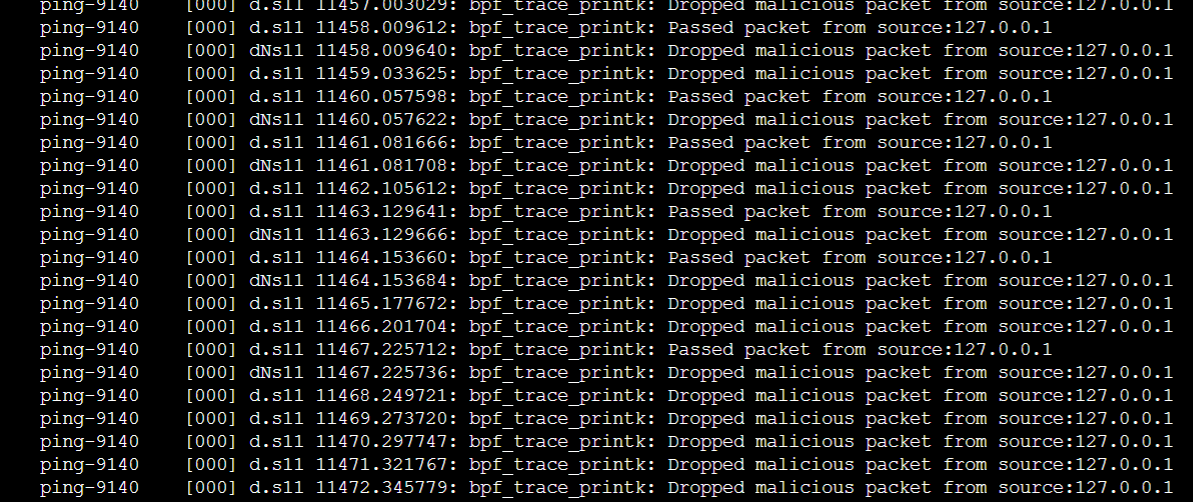 ping-9140 [000] d.s11 11457.003029: bpf_trace_printk: Dropped malicious packet from source:127.0.0.1
ping-9140 [000] d.s11 11458.009612: bpf_trace_printk: Passed packet from source:127.0.0.1
ping-9140 [000] dNs11 11458.009640: bpf_trace_printk: Dropped malicious packet from source:127.0.0.1
ping-9140 [000] d.s11 11459.033625: bpf_trace_printk: Dropped malicious packet from source:127.0.0.1
ping-9140 [000] d.s11 11460.057598: bpf_trace_printk: Passed packet from source:127.0.0.1
ping-9140 [000] dNs11 11460.057622: bpf_trace_printk: Dropped malicious packet from source:127.0.0.1
ping-9140 [000] d.s11 11461.081666: bpf_trace_printk: Passed packet from source:127.0.0.1
ping-9140 [000] dNs11 11461.081708: bpf_trace_printk: Dropped malicious packet from source:127.0.0.1
ping-9140 [000] d.s11 11462.105612: bpf_trace_printk: Dropped malicious packet from source:127.0.0.1
ping-9140 [000] d.s11 11463.129641: bpf_trace_printk: Passed packet from source:127.0.0.1
ping-9140 [000] dNs11 11463.129666: bpf_trace_printk: Dropped malicious packet from source:127.0.0.1
ping-9140 [000] d.s11 11464.153660: bpf_trace_printk: Passed packet from source:127.0.0.1
ping-9140 [000] dNs11 11464.153684: bpf_trace_printk: Dropped malicious packet from source:127.0.0.1
ping-9140 [000] d.s11 11465.177672: bpf_trace_printk: Dropped malicious packet from source:127.0.0.1
ping-9140 [000] d.s11 11466.201704: bpf_trace_printk: Dropped malicious packet from source:127.0.0.1
ping-9140 [000] d.s11 11467.225712: bpf_trace_printk: Passed packet from source:127.0.0.1
ping-9140 [000] dNs11 11467.225736: bpf_trace_printk: Dropped malicious packet from source:127.0.0.1
ping-9140 [000] d.s11 11468.249721: bpf_trace_printk: Dropped malicious packet from source:127.0.0.1
ping-9140 [000] d.s11 11469.273720: bpf_trace_printk: Dropped malicious packet from source:127.0.0.1
ping-9140 [000] d.s11 11470.297747: bpf_trace_printk: Dropped malicious packet from source:127.0.0.1
ping-9140 [000] d.s11 11471.321767: bpf_trace_printk: Dropped malicious packet from source:127.0.0.1
ping-9140 [000] d.s11 11472.345779: bpf_trace_printk: Dropped malicious packet from source:127.0.0.1